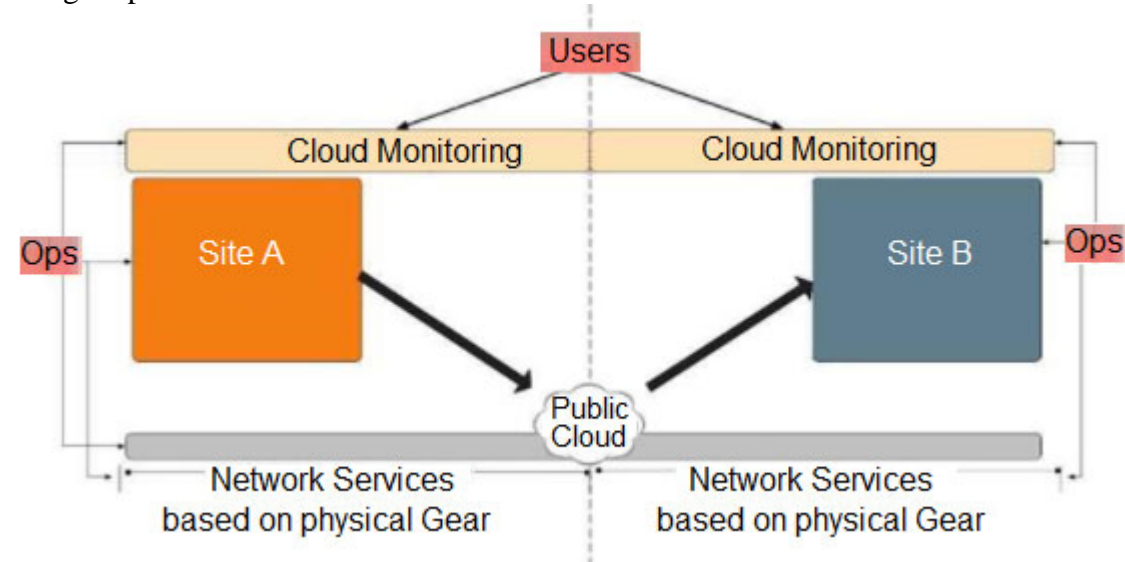 Users
Cloud Monitoring
Cloud Monitoring
Ops
Site A
Site B
Ops
Public
Cloud
Network Services
based on physical Gear
Network Services
based on physical Gear